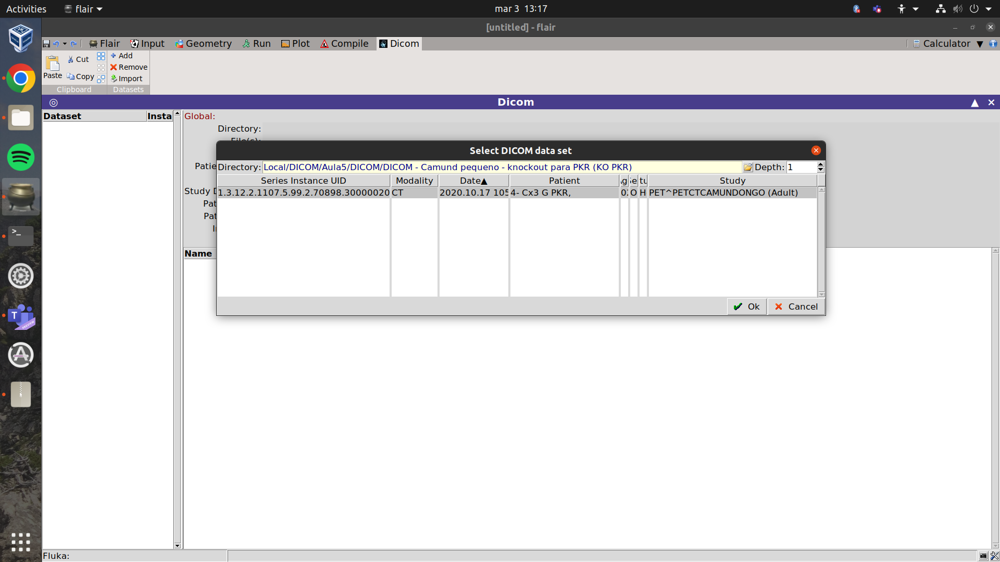 Activities
flair
mar 3 13:17
[untitled] - flair
Flair
Input
Geometry
Run
Plot
Compile
Dicom
Calculator
Paste
Cut
Copy
Clipboard
Add
Remove
Import
Datasets
Dicom
Dataset
Insta
Global:
Directory:
File(s):
Patie
Study D
Pat
Pat
Name
Select DICOM data set
Directory:
Local/DICOM/Aula5/DICOM/DICOM - Camund pequeno - knockout para PKR (KO PKR)
Depth: 1
Series Instance UID
Modality
Date▲
Patient
tu
Study
1.3.12.2.1107.5.99.2.70898.30000020
CT
2020.10.17 105
4- Cx3 G PKR,
O
H
PET^PETCTCAMUNDONGO (Adult)
Ok
Cancel
T
PREVIEW
Fluka: